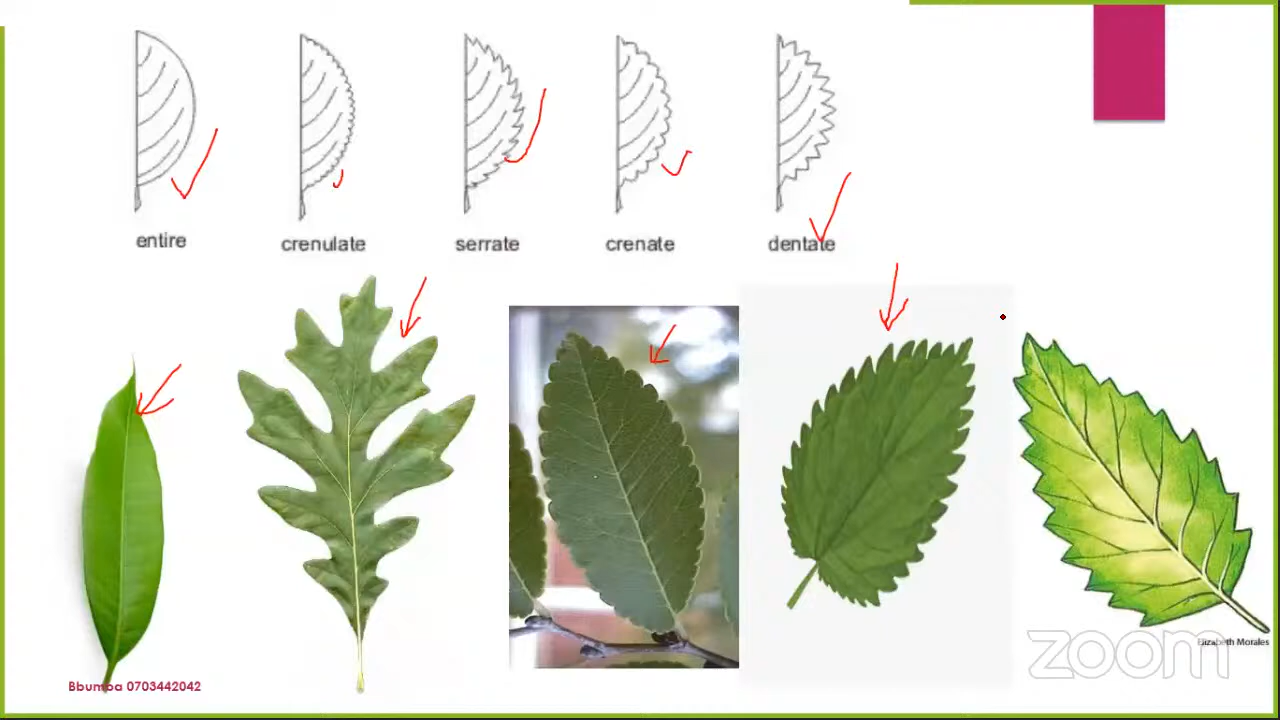 entire
crenulate
serrate
crenate
dentate
Elizabeth Morales
zoom
Bbumba 0703442042